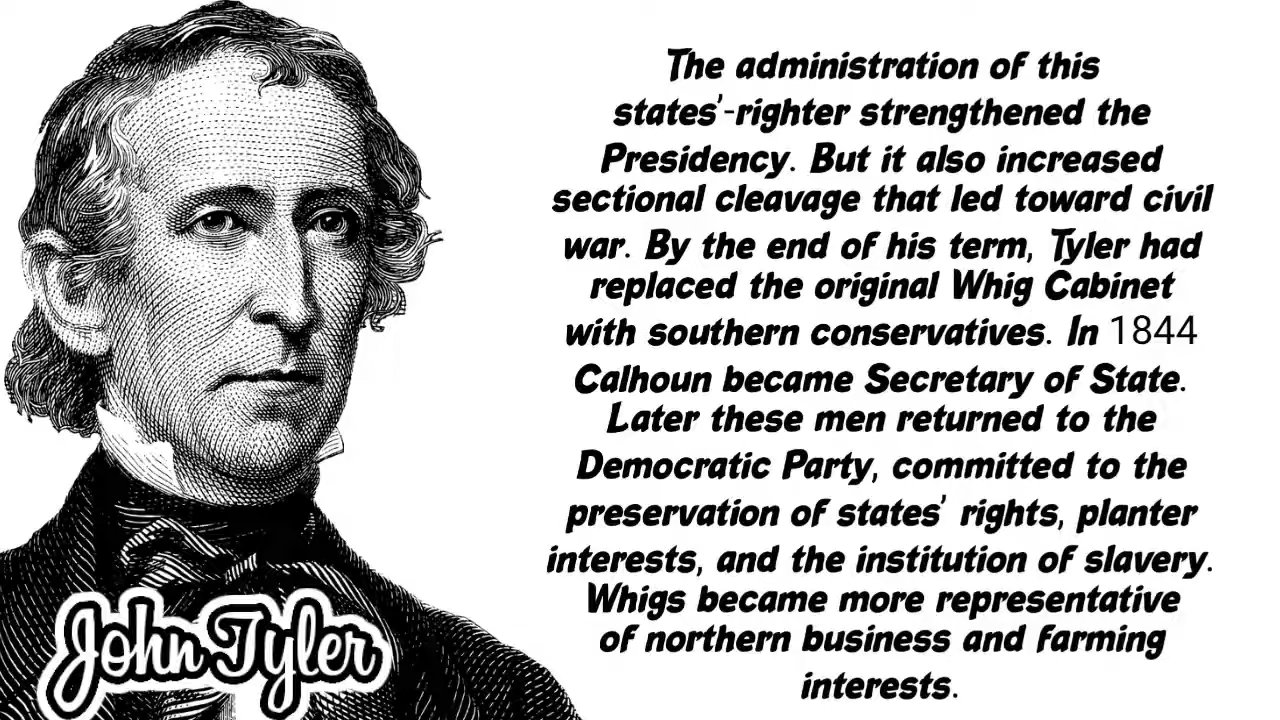 The administration of this
states'-righter strengthened the
Presidency. But it also increased
sectional cleavage that led toward civil
war. By the end of his term, Tyler had
replaced the original Whig Cabinet
with southern conservatives. In 1844
Calhoun became Secretary of State.
Later these men returned to the
Democratic Party, committed to the
preservation of states' rights, planter
interests, and the institution of slavery.
Whigs became more representative
of northern business and farming
interests.
John Tyler